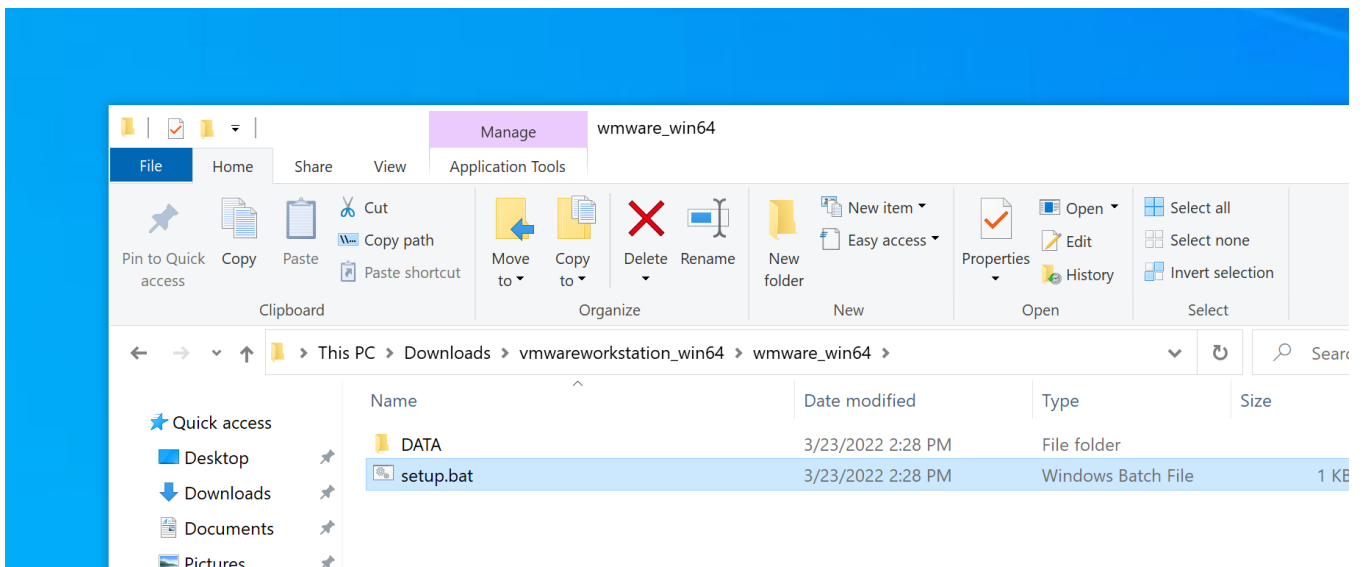 Manage
wmware_win64
File
Home
Share
View
Application Tools
Pin to Quick access
Copy
Paste
Cut
Copy path
Paste shortcut
Clipboard
Move to
Copy to
Delete
Rename
Organize
New folder
New item
Easy access
New
Properties
Open
Edit
History
Open
Select all
Select none
Invert selection
Select
This PC > Downloads > vmwareworkstation_win64 > wmware_win64 >
Name
Date modified
Type
Size
Quick access
Desktop
Downloads
Documents
Pictures
DATA 3/23/2022 2:28 PM File folder
setup.bat 3/23/2022 2:28 PM Windows Batch File 1 KB